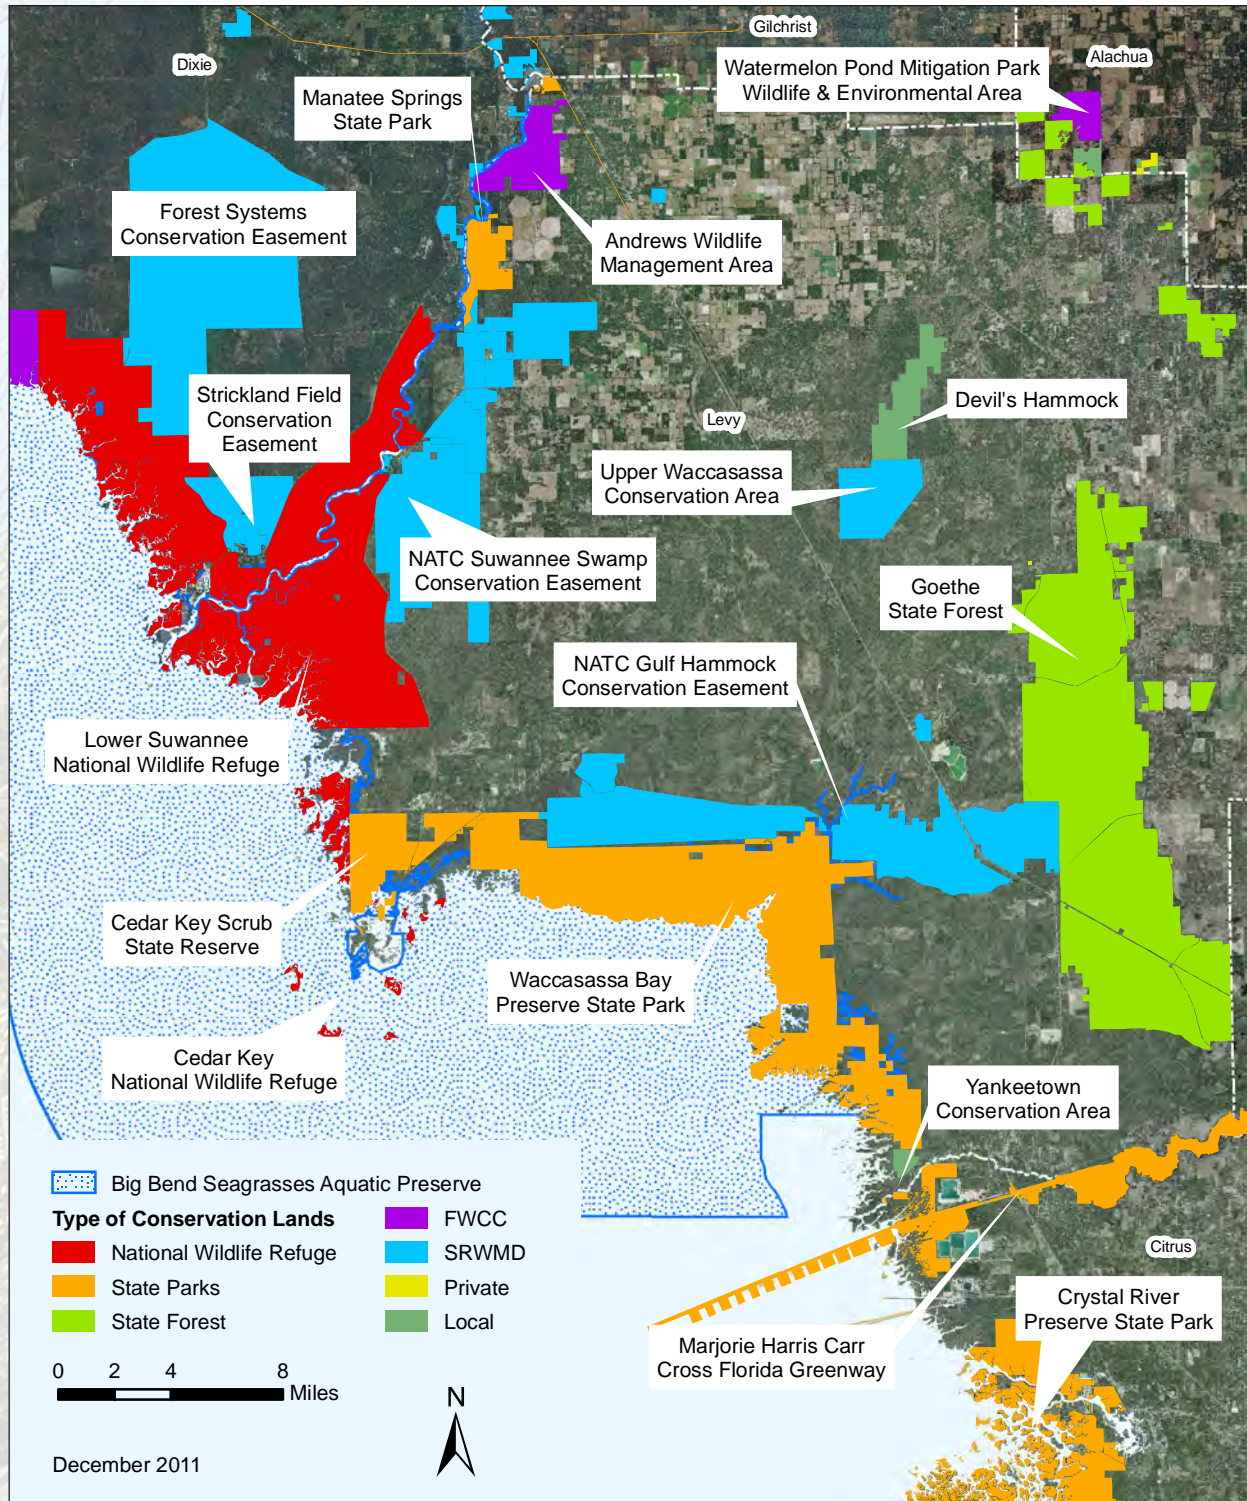 Gilchrist
Dixie
Alachua
Watermelon Pond Mitigation Park
Wildlife & Environmental Area
Manatee Springs
State Park
Forest Systems
Conservation Easement
Andrews Wildlife
Management Area
Strickland Field
Conservation
Easement
Devil's Hammock
Levy
Upper Waccasassa
Conservation Area
NATC Suwannee Swamp
Conservation Easement
Goethe
State Forest
NATC Gulf Hammock
Conservation Easement
Lower Suwannee
National Wildlife Refuge
Cedar Key Scrub
State Reserve
Waccasassa Bay
Preserve State Park
Cedar Key
National Wildlife Refuge
Yankeetown
Conservation Area
Big Bend Seagrasses Aquatic Preserve
Type of Conservation Lands
National Wildlife Refuge
State Parks
State Forest
FWCC
SRWMD
Private
Local
Citrus
Crystal River
Preserve State Park
Marjorie Harris Carr
Cross Florida Greenway
0 2 4 8
Miles
N
December 2011